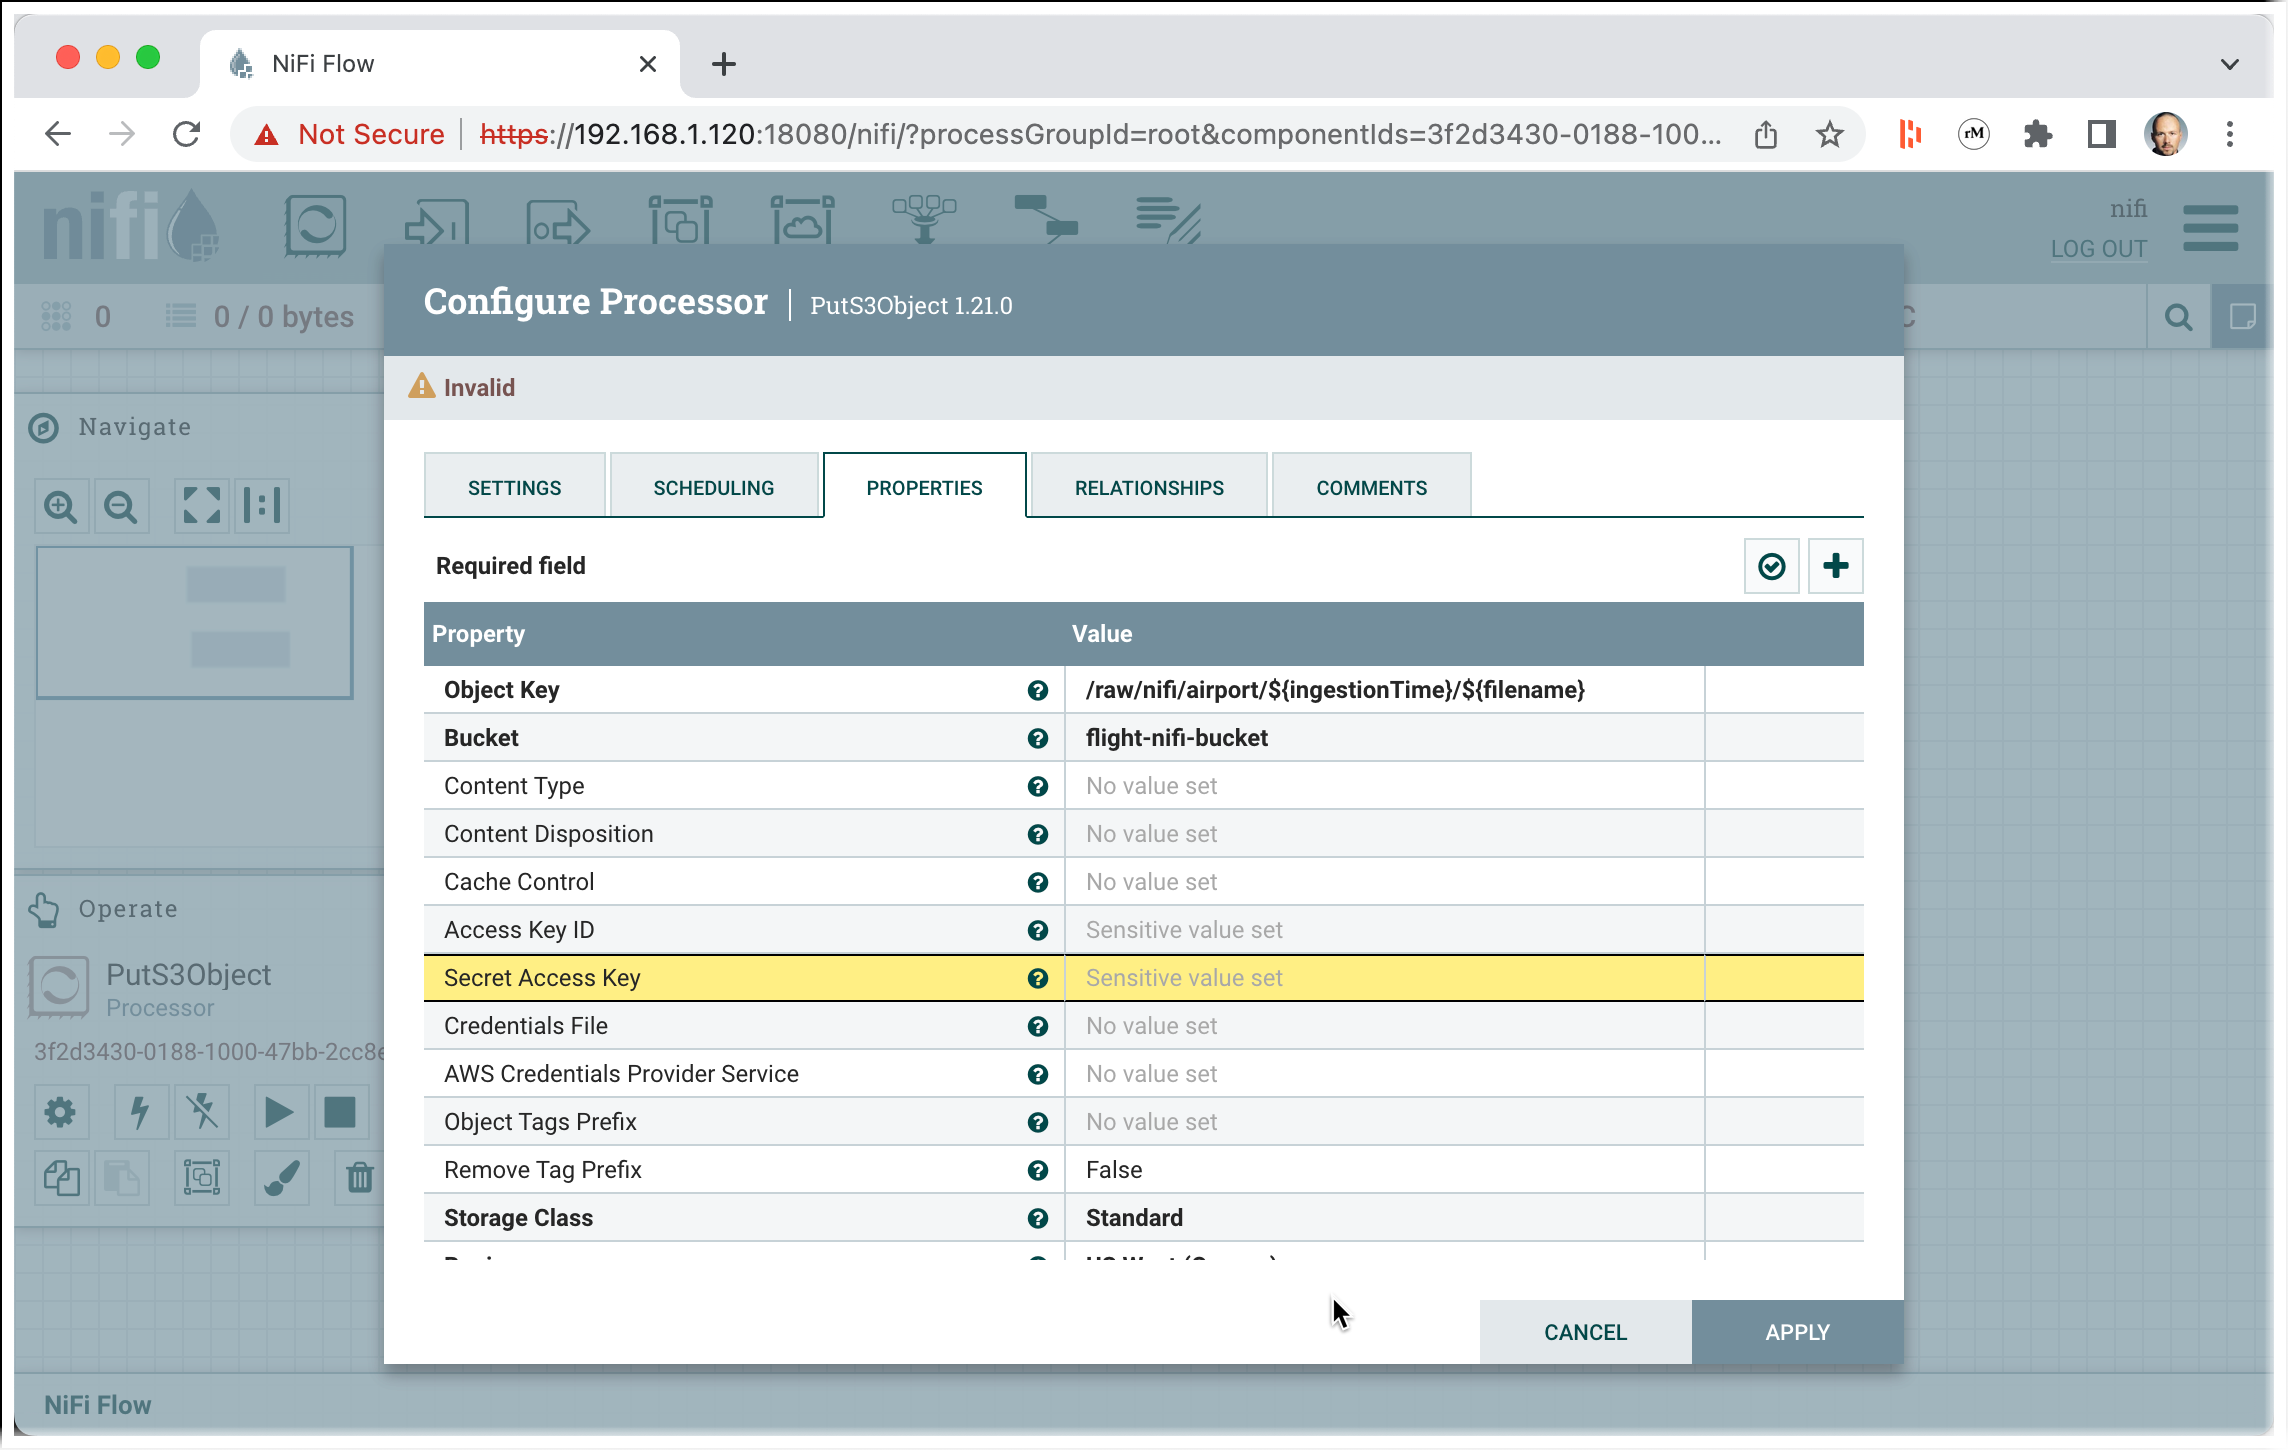 NiFi Flow
Not Secure
https://192.168.1.120:18080/nifi/?processGroupId=root&componentIds=3f2d3430-0188-100...
rM
nifi
nifi
LOG OUT
0
0 / 0 bytes
C
Configure Processor
PutS3Object 1.21.0
Invalid
Navigate
SETTINGS
SCHEDULING
PROPERTIES
RELATIONSHIPS
COMMENTS
Required field
Property
Value
Object Key
/raw/nifi/airport/${ingestionTime}/${filename}
Bucket
flight-nifi-bucket
Content Type
No value set
Content Disposition
No value set
Cache Control
No value set
Access Key ID
Sensitive value set
Secret Access Key
Sensitive value set
Credentials File
No value set
AWS Credentials Provider Service
No value set
Object Tags Prefix
No value set
Remove Tag Prefix
False
Storage Class
Standard
Operate
PutS3Object
Processor
3f2d3430-0188-1000-47bb-2cc8e
CANCEL
APPLY
NiFi Flow